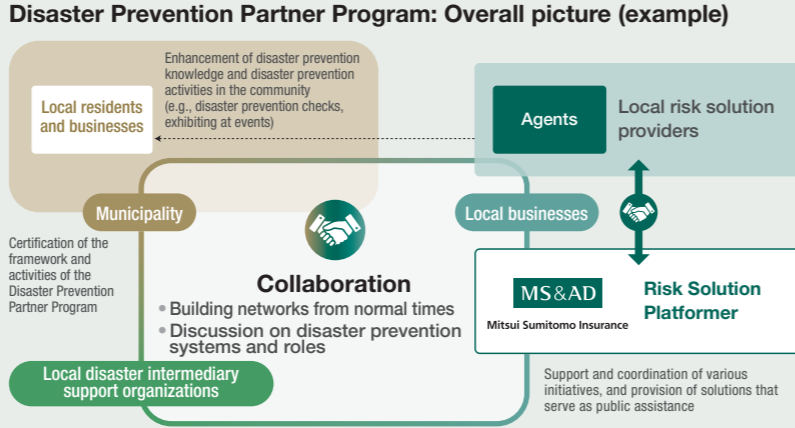 Disaster Prevention Partner Program: Overall picture (example)
Local residents
and businesses
Enhancement of disaster prevention
knowledge and disaster prevention
activities in the community
(e.g., disaster prevention checks,
exhibiting at events)
Agents
Local risk solution
providers
Municipality
Local businesses
Certification of the
framework and
activities of the
Disaster Prevention
Partner Program
Collaboration
• Building networks from normal times
• Discussion on disaster prevention
systems and roles
MS&AD
Mitsui Sumitomo Insurance
Risk Solution
Platformer
Local disaster intermediary
support organizations
Support and coordination of various
initiatives, and provision of solutions that
serve as public assistance